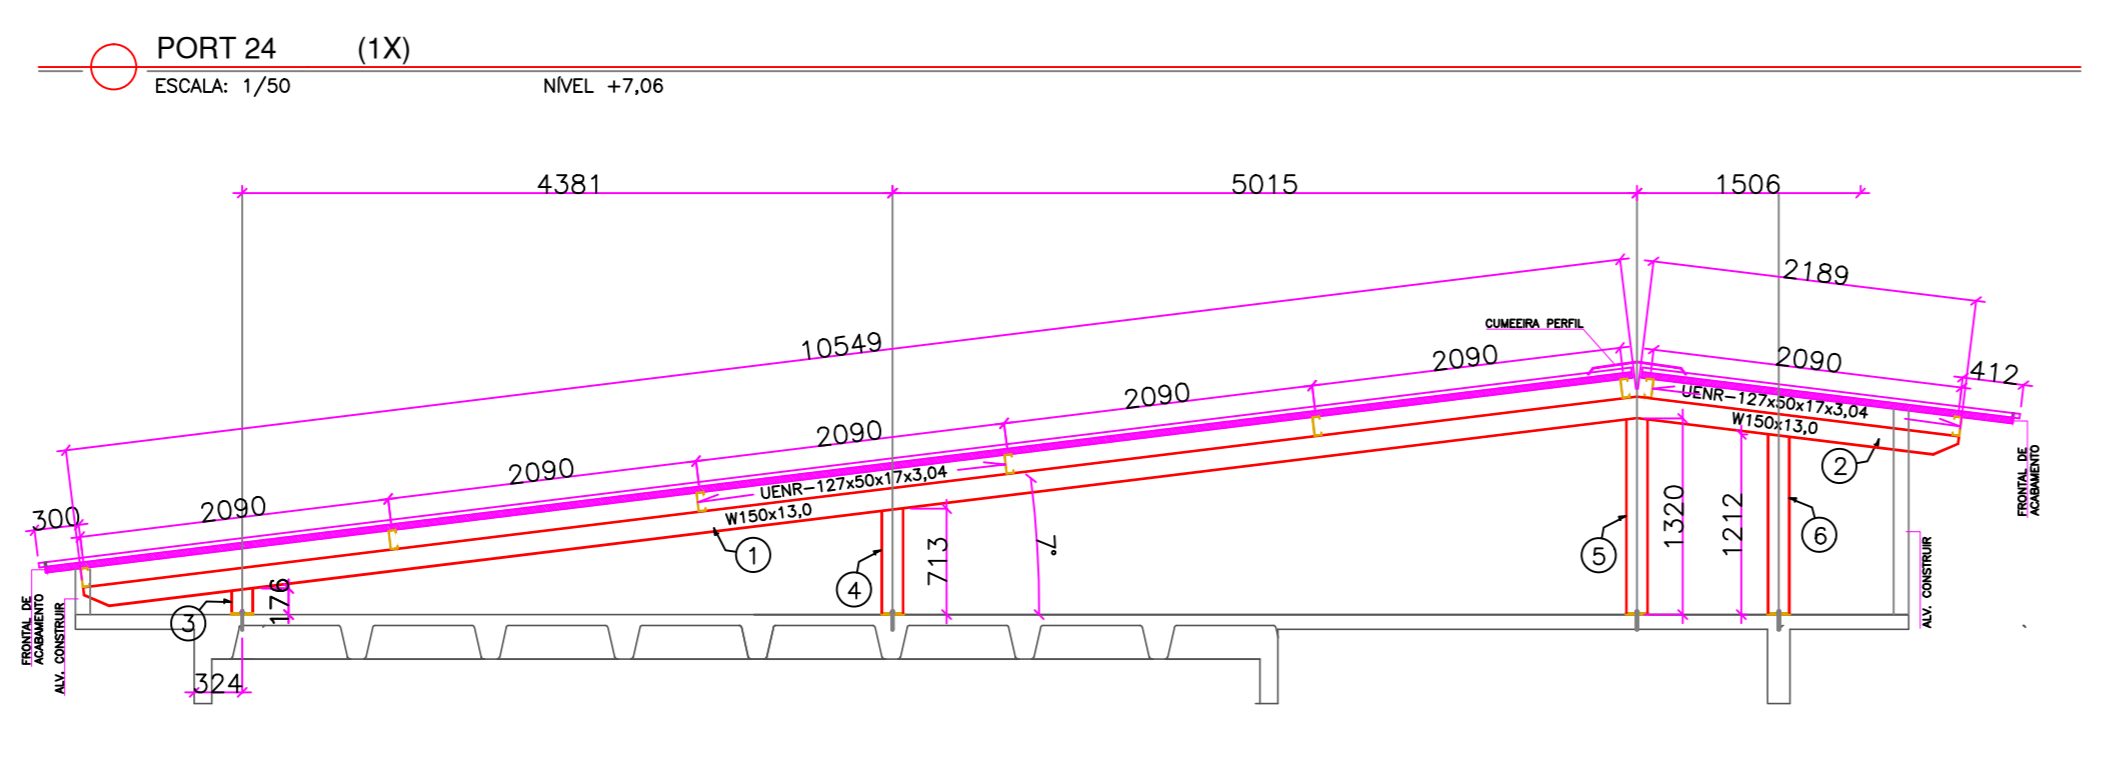 PORT 24 (1X)
ESCALA: 1/50 NÍVEL +7,06
4381 5015 1506
2189
10549
CUMEEIRA PERFIL
2090 2090 412
2090
2090
2090
2090
300
UENR-127x50x17x3,04
W150x13,0
UENR-127x50x17x3,04
W150x13,0
1 2 3 4 5 6
176
713
7°
1320
1212
324
FRONTAL DE
ACABAMENTO
ALV. CONSTRUIR
FRONTAL DE
ACABAMENTO
ALV. CONSTRUIR